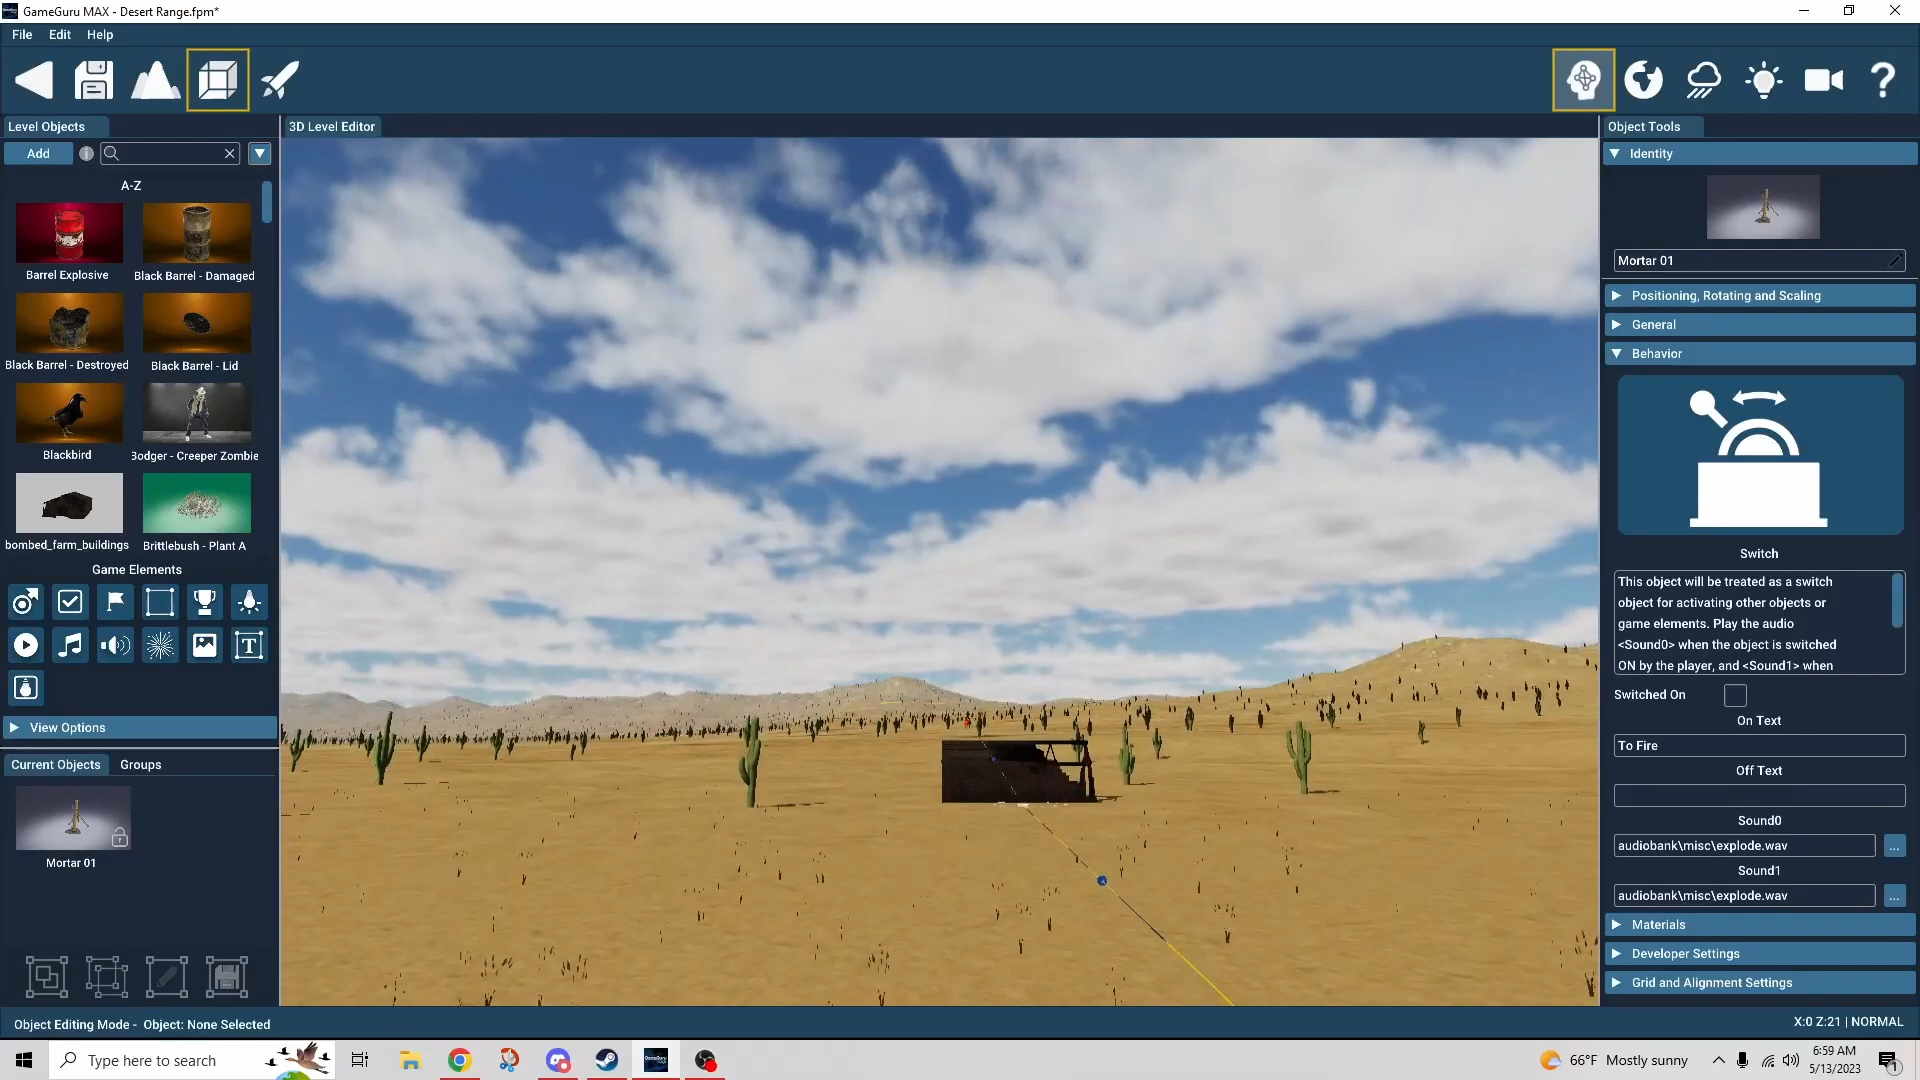 GameGuru MAX - Desert Range.fpm*
File Edit Help
Level Objects
3D Level Editor
Object Tools
Add
A-Z
Barrel Explosive
Black Barrel - Damaged
Black Barrel - Destroyed
Black Barrel - Lid
Blackbird
Bodger - Creeper Zombie
bombed_farm_buildings
Brittlebush - Plant A
Game Elements
View Options
Current Objects
Groups
Mortar 01
Object Editing Mode - Object: None Selected
Identity
Mortar 01
Positioning, Rotating and Scaling
General
Behavior
Switch
This object will be treated as a switch
object for activating other objects or
game elements. Play the audio
<Sound0> when the object is switched
ON by the player, and <Sound1> when
Switched On
On Text
To Fire
Off Text
Sound0
audiobank\misc\explode.wav
...
Sound1
audiobank\misc\explode.wav
...
Materials
Developer Settings
Grid and Alignment Settings
X:0 Z:21 | NORMAL
Type here to search
66°F Mostly sunny
6:59 AM
5/13/2023
1